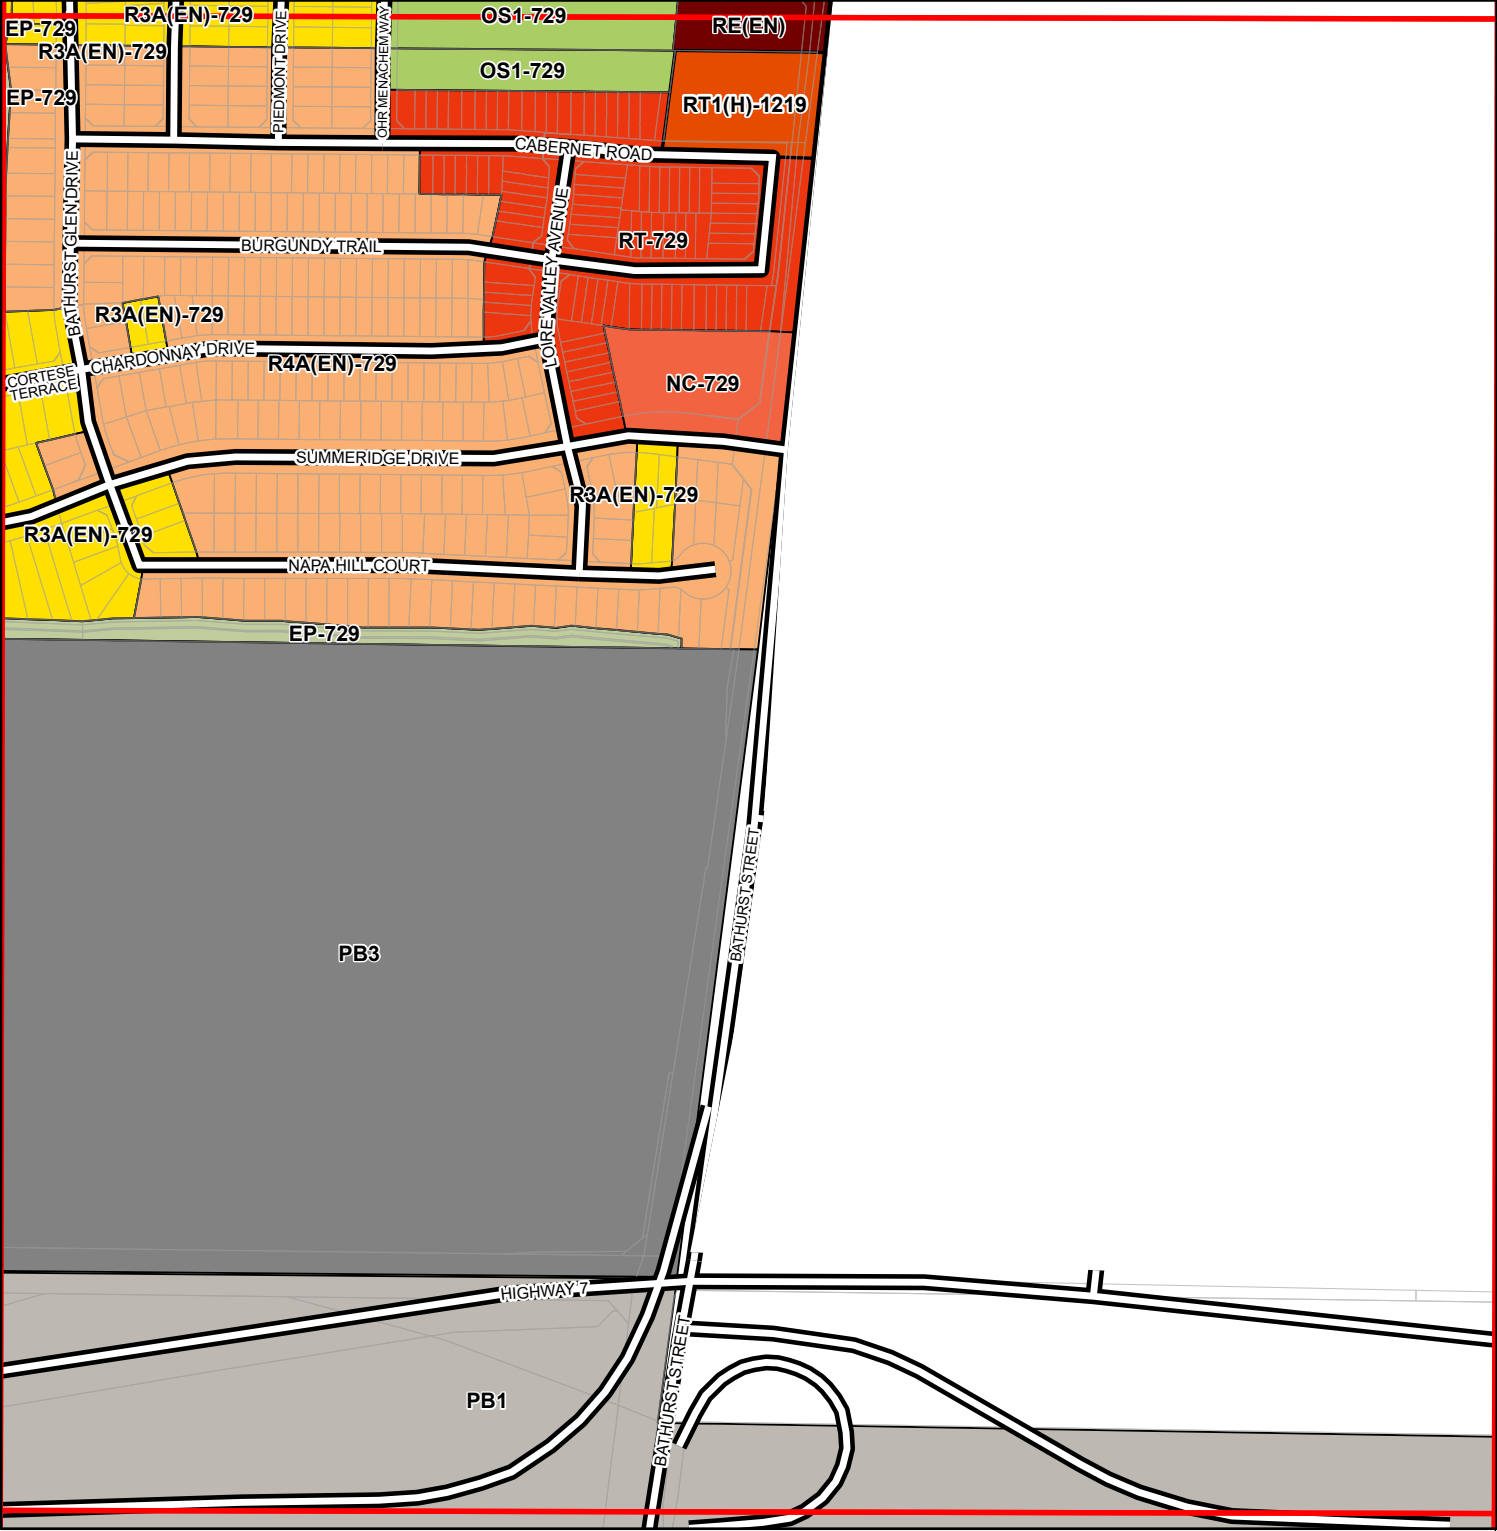 R3A(EN)-729
OS1-729
RE(EN)
EP-729
R3A(EN)-729
OS1-729
EP-729
RT1(H)-1219
PIEDMONT DRIVE
OHR MENACHEM WAY
CABERNET ROAD
BATHURST GLEN DRIVE
LOIRE VALLEY AVENUE
BURGUNDY TRAIL
RT-729
R3A(EN)-729
CHARDONNAY DRIVE
R4A(EN)-729
CORTESE
TERRACE
NC-729
SUMMERIDGE DRIVE
R3A(EN)-729
R3A(EN)-729
NAPA HILL COURT
EP-729
BATHURST STREET
PB3
HIGHWAY 7
BATHURST STREET
PB1